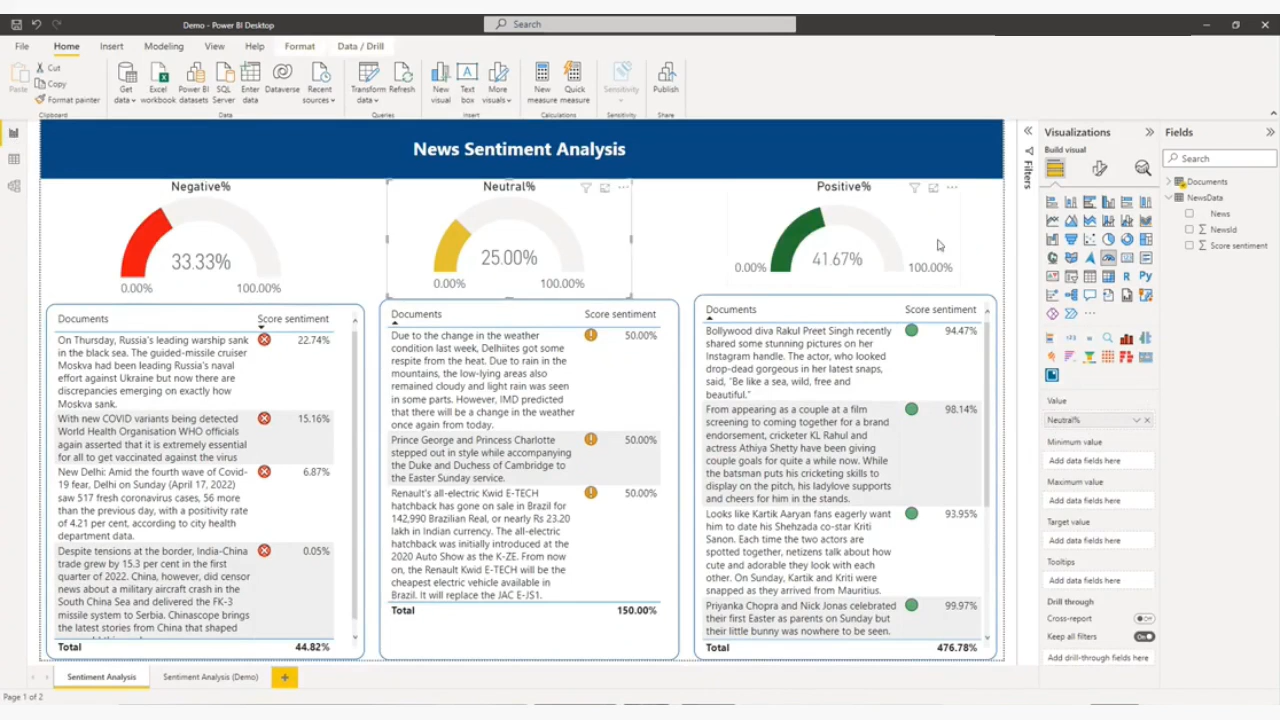 Demo - Power BI Desktop
Search
File Home Insert Modeling View Help Format Data / Drill
Paste
Cut
Copy
Format painter
Clipboard
Get data
Excel workbook
Power BI datasets
SQL Server
Enter data
Dataverse
Recent sources
Data
Transform data
Refresh
Queries
New visual
Text box
More visuals
Insert
New measure
Quick measure
Calculations
Sensitivity
Sensitivity
Publish
Share
News Sentiment Analysis
Negative%
33.33%
0.00% 100.00%
Neutral%
25.00%
0.00% 100.00%
Positive%
41.67%
0.00% 100.00%
Documents Score sentiment
On Thursday, Russia's leading warship sank 22.74%
in the black sea. The guided-missile cruiser
Moskva had been leading Russia's naval
effort against Ukraine but now there are
discrepancies emerging on exactly how
Moskva sank.
With new COVID variants being detected 15.16%
World Health Organisation WHO officials
again asserted that it is extremely essential
for all to get vaccinated against the virus
New Delhi: Amid the fourth wave of Covid- 6.87%
19 fear, Delhi on Sunday (April 17, 2022)
saw 517 fresh coronavirus cases, 56 more
than the previous day, with a positivity rate
of 4.21 per cent, according to city health
department data.
Despite tensions at the border, India-China 0.05%
trade grew by 15.3 per cent in the first
quarter of 2022. China, however, did censor
news about a military aircraft crash in the
South China Sea and delivered the FK-3
missile system to Serbia. Chinascope brings
the latest stories from China that shaped
Total 44.82%
Documents Score sentiment
Due to the change in the weather 50.00%
condition last week, Delhiites got some
respite from the heat. Due to rain in the
mountains, the low-lying areas also
remained cloudy and light rain was seen
in some parts. However, IMD predicted
that there will be a change in the weather
once again from today.
Prince George and Princess Charlotte 50.00%
stepped out in style while accompanying
the Duke and Duchess of Cambridge to
the Easter Sunday service.
Renault's all-electric Kwid E-TECH 50.00%
hatchback has gone on sale in Brazil for
142,990 Brazilian Real, or nearly Rs 23.20
lakh in Indian currency. The all-electric
hatchback was initially introduced at the
2020 Auto Show as the K-ZE. From now
on, the Renault Kwid E-TECH will be the
cheapest electric vehicle available in
Brazil. It will replace the JAC E-JS1.
Total 150.00%
Documents Score sentiment
Bollywood diva Rakul Preet Singh recently 94.47%
shared some stunning pictures on her
Instagram handle. The actor, who looked
drop-dead gorgeous in her latest snaps,
said, "Be like a sea, wild, free and
beautiful."
From appearing as a couple at a film 98.14%
screening to coming together for a brand
endorsement, cricketer KL Rahul and
actress Athiya Shetty have been giving
couple goals for quite a while now. While
the batsman puts his cricketing skills to
display on the pitch, his ladylove supports
and cheers for him in the stands.
Looks like Kartik Aaryan fans eagerly want 93.95%
him to date his Shehzada co-star Kriti
Sanon. Each time the two actors are
spotted together, netizens talk about how
cute and adorable they look with each
other. On Sunday, Kartik and Kriti were
snapped as they arrived from Mauritius.
Priyanka Chopra and Nick Jonas celebrated 99.97%
their first Easter as parents on Sunday but
their little bunny was nowhere to be seen.
Total 476.78%
Filters
Visualizations
Build visual
R Py
Value
Neutral%
Minimum value
Add data fields here
Maximum value
Add data fields here
Target value
Add data fields here
Tooltips
Add data fields here
Drill through
Cross-report Off
Keep all filters On
Add drill-through fields here
Fields
Search
Documents
NewsData
News
NewsId
Score sentiment
Sentiment Analysis Sentiment Analysis (Demo) +
Page 1 of 2